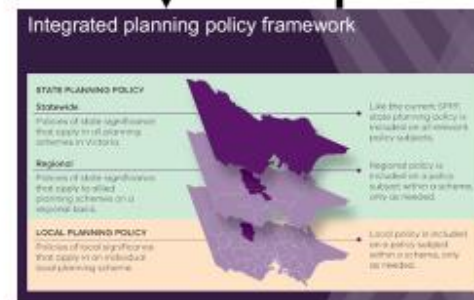 Integrated planning policy framework
STATE PLANNING POLICY
Statewide
Policies of state significance
that apply in all planning
schemes in Victoria.
Like the current SPPF,
state planning policy is
included on all relevant
policy subjects.
Regional
Policies of state significance
that apply to allied
planning schemes on a
regional basis.
Regional policy is
included on a policy
subject within a scheme,
only as needed.
LOCAL PLANNING POLICY
Policies of local significance
that apply in an individual
local planning scheme.
Local policy is included
on a policy subject
within a scheme, only
as needed.